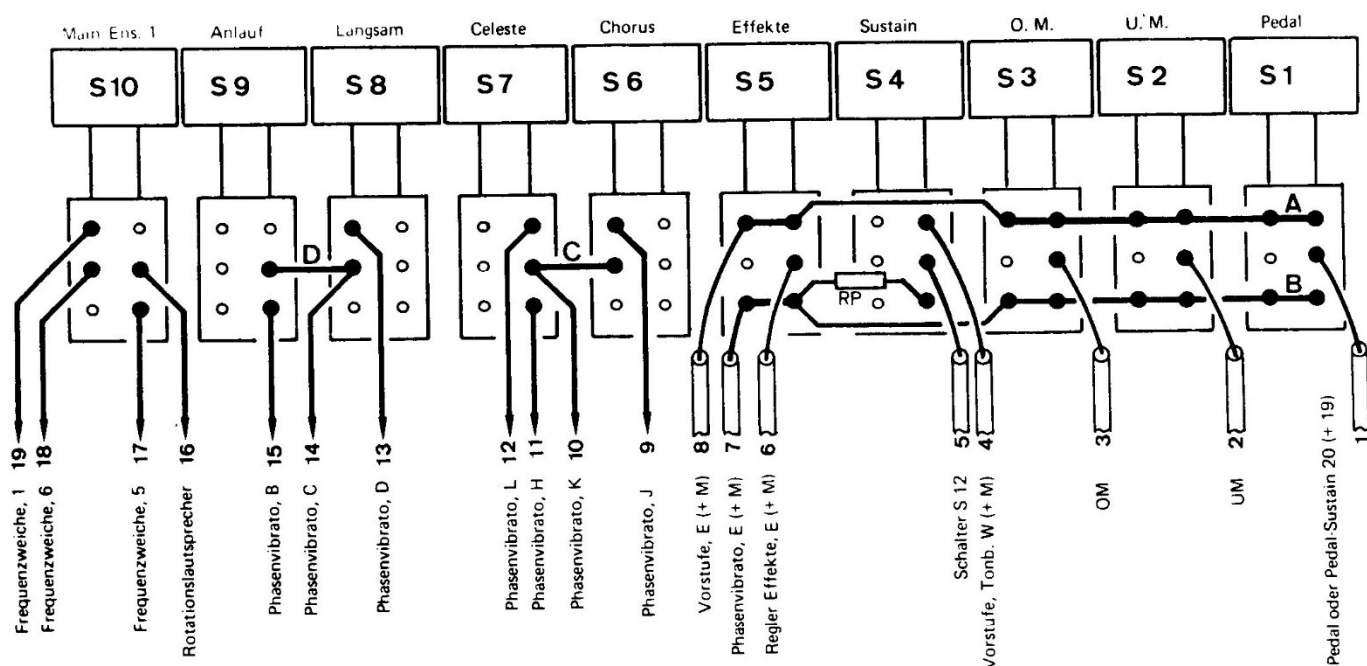 Main Ens. 1
Anlauf
Langsam
Celeste
Chorus
Effekte
Sustain
O. M.
U. M.
Pedal
S10
S9
S8
S7
S6
S5
S4
S3
S2
S1
A
D
C
RP
B
19
18
17
16
15
14
13
12
11
10
9
8
7
6
5
4
3
2
1
Frequenzweiche, 1
Frequenzweiche, 6
Frequenzweiche, 5
Rotationslautsprecher
Phasenvibrato, B
Phasenvibrato, C
Phasenvibrato, D
Phasenvibrato, L
Phasenvibrato, H
Phasenvibrato, K
Phasenvibrato, J
Vorstufe, E (+ M)
Phasenvibrato, E (+ M)
Regler Effekte, E (+ M)
Schalter S 12
Vorstufe, Tonb. W (+ M)
OM
UM
Pedal oder Pedal-Sustain 20 (+ 19)